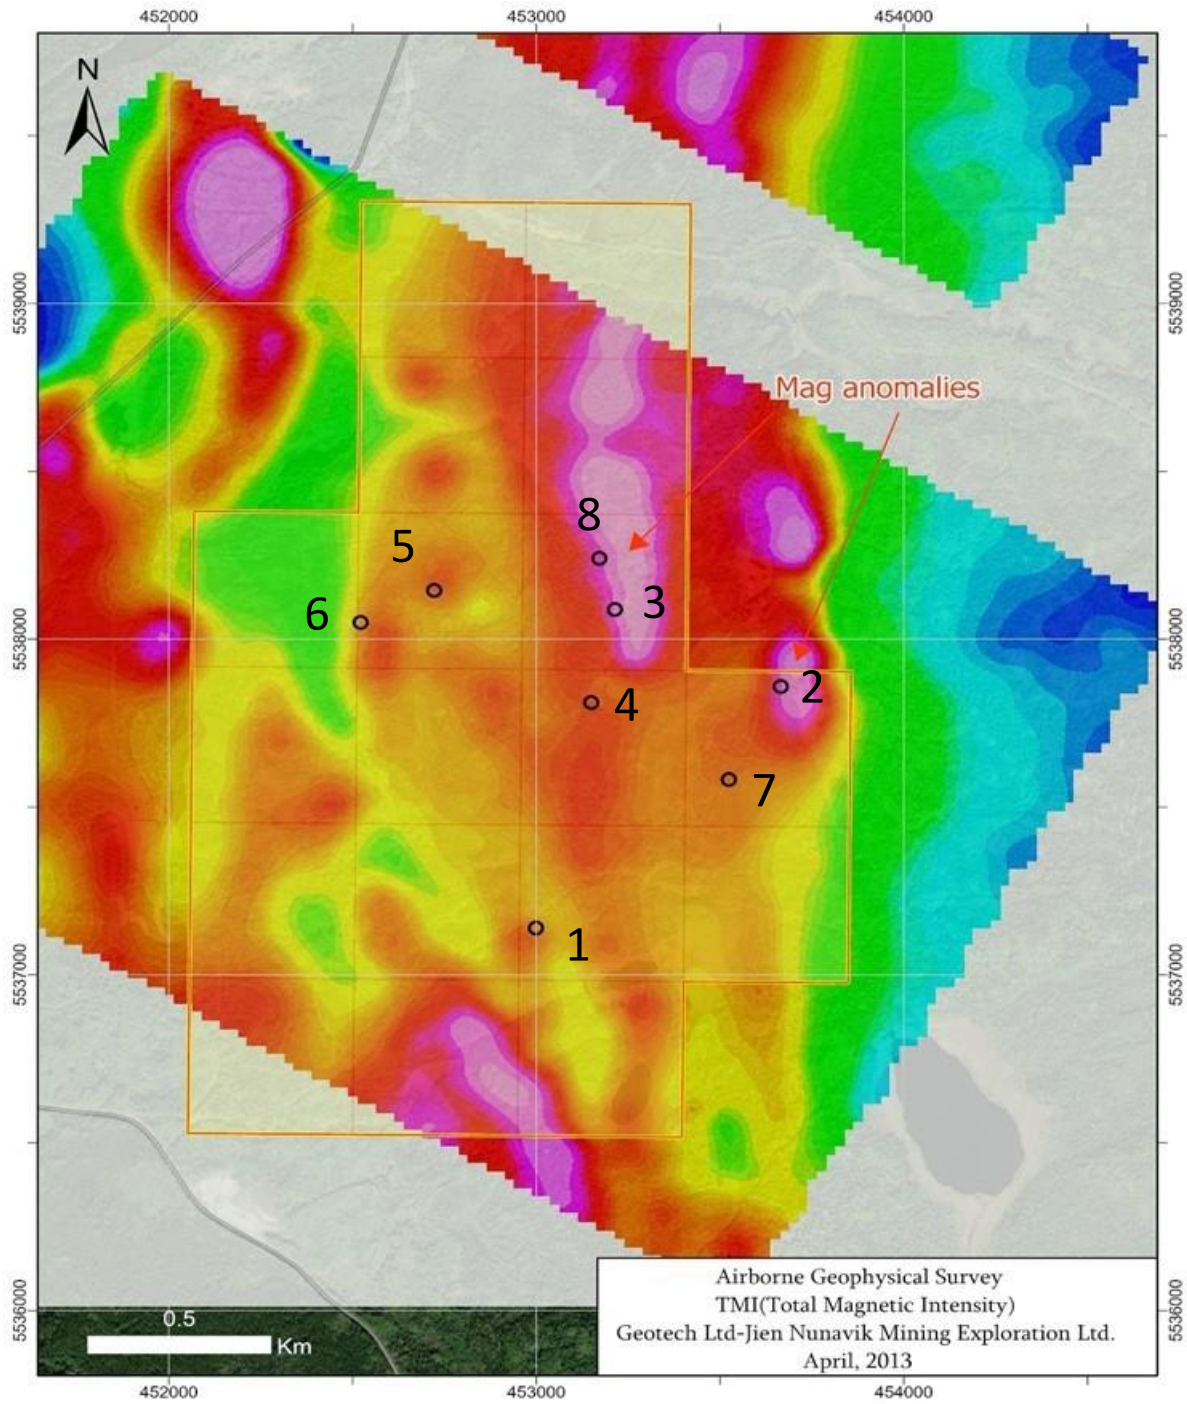 452000 453000 454000
N
5539000 5539000
Mag anomalies
8
5
6 3
5538000 5538000
2
4
7
1
5537000 5537000
Airborne Geophysical Survey
TMI(Total Magnetic Intensity)
Geotech Ltd-Jien Nunavik Mining Exploration Ltd.
April, 2013
5536000 5536000
0.5
Km
452000 453000 454000